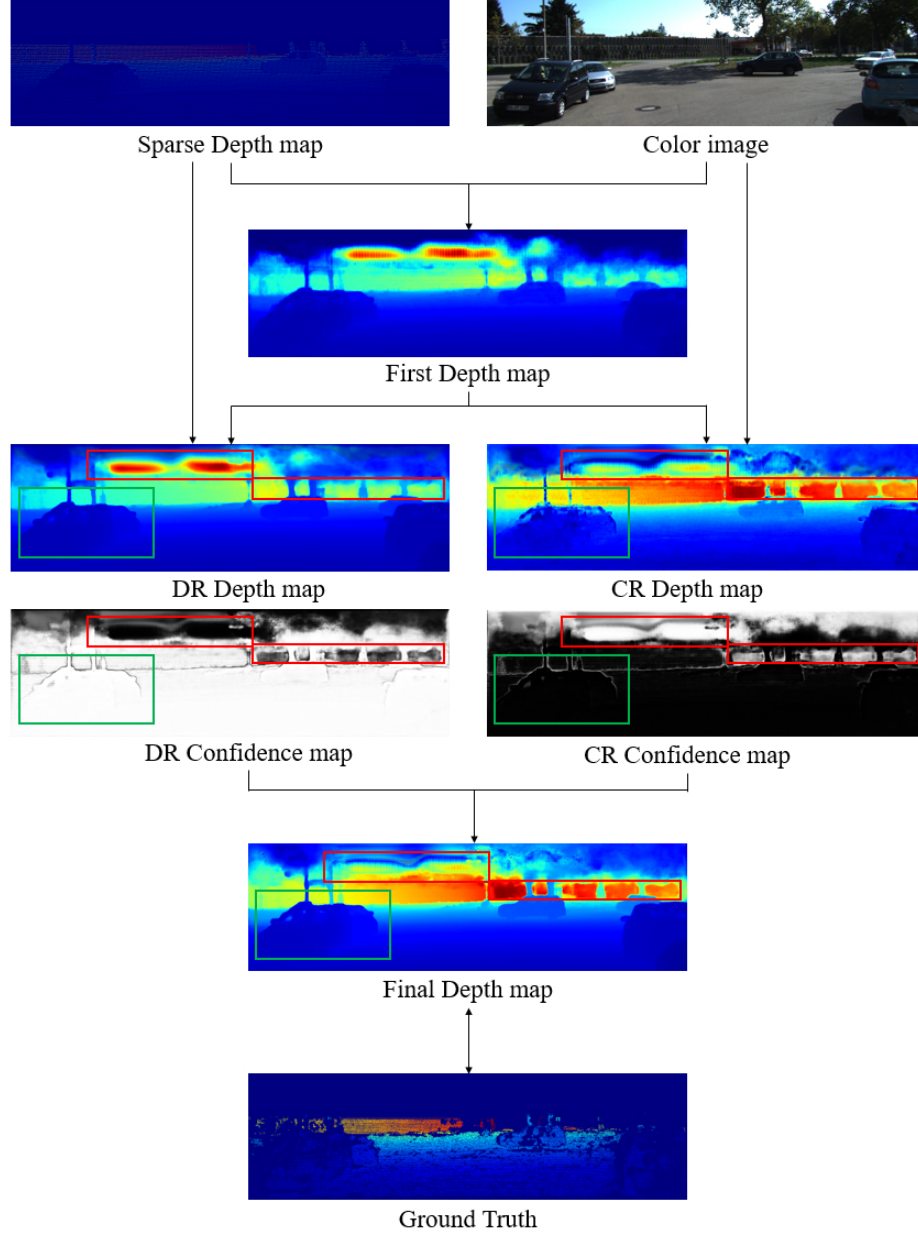 Sparse Depth map
Color image
First Depth map
DR Depth map
CR Depth map
DR Confidence map
CR Confidence map
Final Depth map
Ground Truth